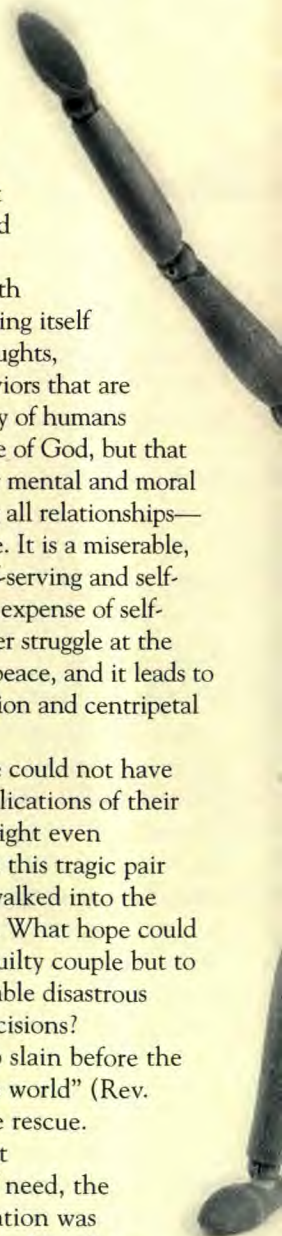 d
th
ing itself
ughts,
viors that are
y of humans
e of God, but that
r mental and moral
all relationships—
e. It is a miserable,
f-serving and self-
expense of self-
er struggle at the
peace, and it leads to
ion and centripetal
e could not have
lications of their
ight even
this tragic pair
walked into the
What hope could
uilty couple but to
ble disastrous
cisions?
o slain before the
world” (Rev.
e rescue.
t
need, the
ation was